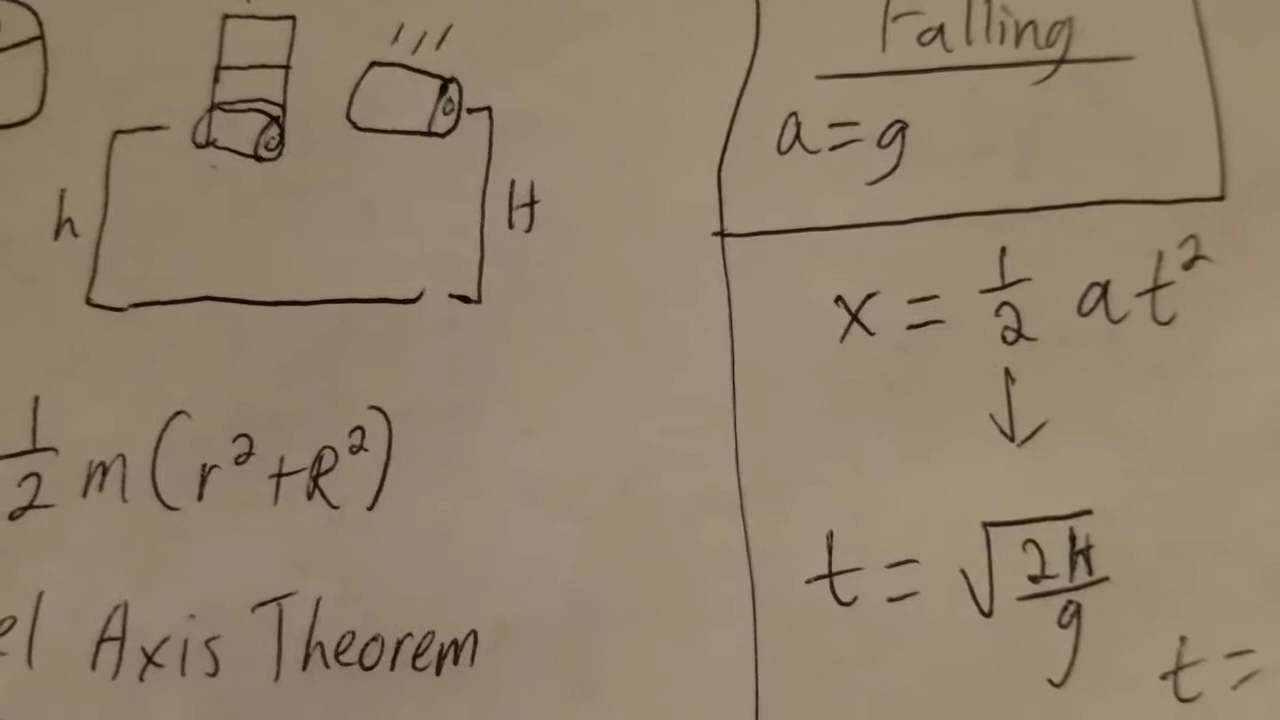 h
H
½ m(r²+R²)
el Axis Theorem
Falling
a=g
x = ½ at²
↓
t = √(2H/g)
t =